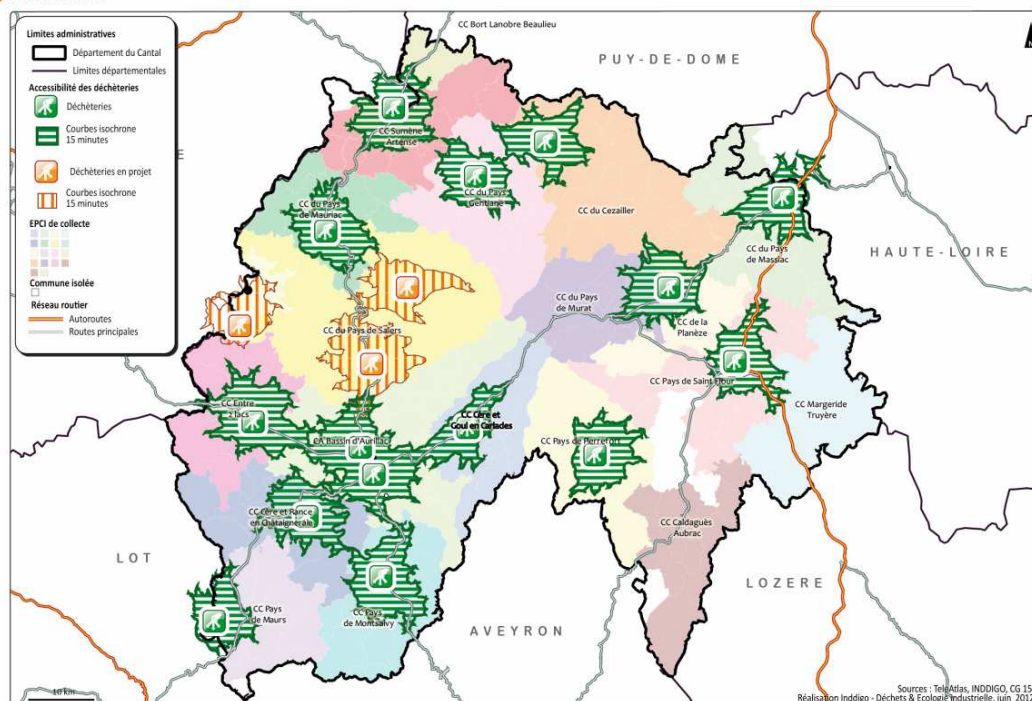 CC Bort Lanobre Beaulieu
PUY-DE-DOME
Limites administratives
Département du Cantal
Limites départementales
Accessibilité des déchèteries
Déchèteries
Courbes isochrone
15 minutes
Déchèteries en projet
Courbes isochrone
15 minutes
EPCI de collecte
Commune isolée
Réseau routier
Autoroutes
Routes principales
E
CC Sumène
Artense
CC du Pays
Gentiane
CC du Pays
de Mauriac
CC du Cezailler
CC du Pays
de Massiac
HAUTE-LOIRE
CC du Pays
de Murat
CC de la
Planèze
CC du Pays de Salers
CC Pays de Saint Flour
CC Margeride
Truyère
CC Entre
2 lacs
CC Cère et
Goul en Carlades
CA Bassin d'Aurillac
CC Pays de Pierrefort
CC Cère et Rance
en Châtaigneraie
CC Caldaguès
Aubrac
LOT
LOZERE
CC Pays
de Maurs
CC Pays
de Montsalvy
AVEYRON
10 km
Sources : TeleAtlas, INDDIGO, CG 15
Réalisation Inddigo - Déchets & Ecologie Industrielle, juin 2012